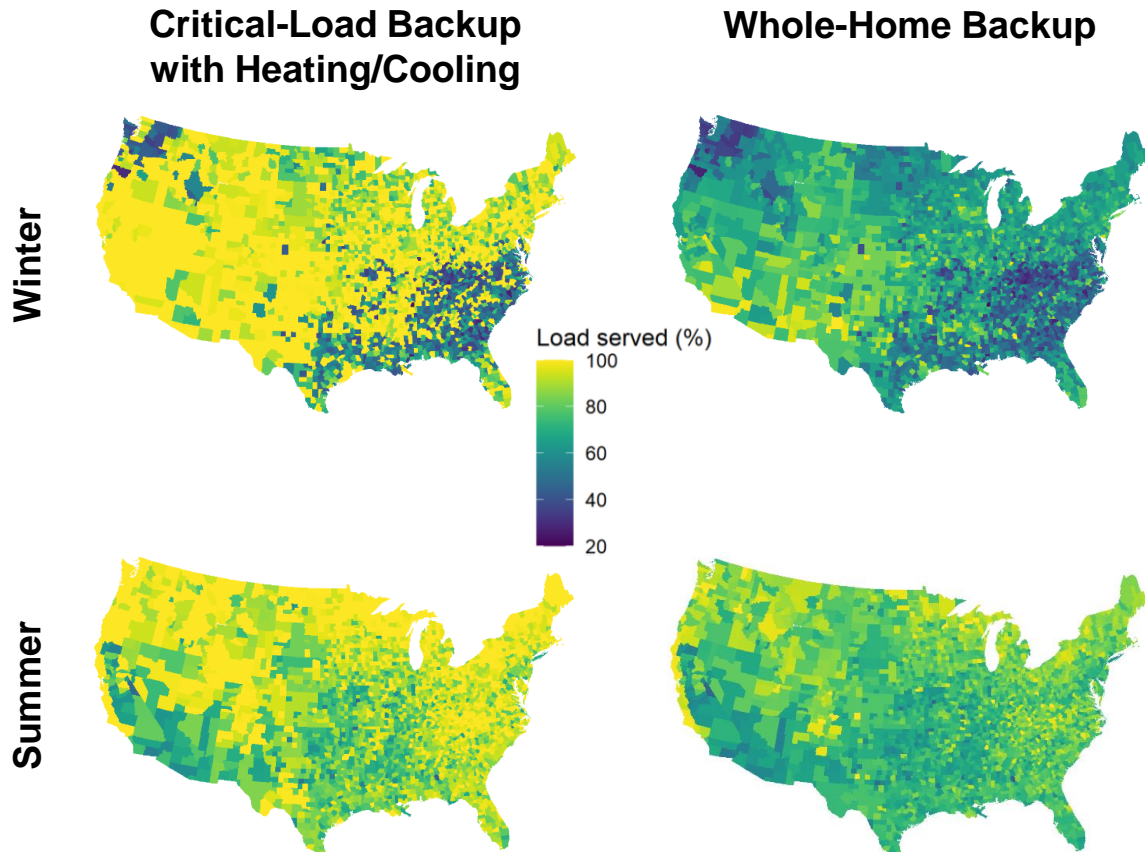 Critical-Load Backup
with Heating/Cooling
Whole-Home Backup
Winter
Load served (%)
100
80
60
40
20
Summer